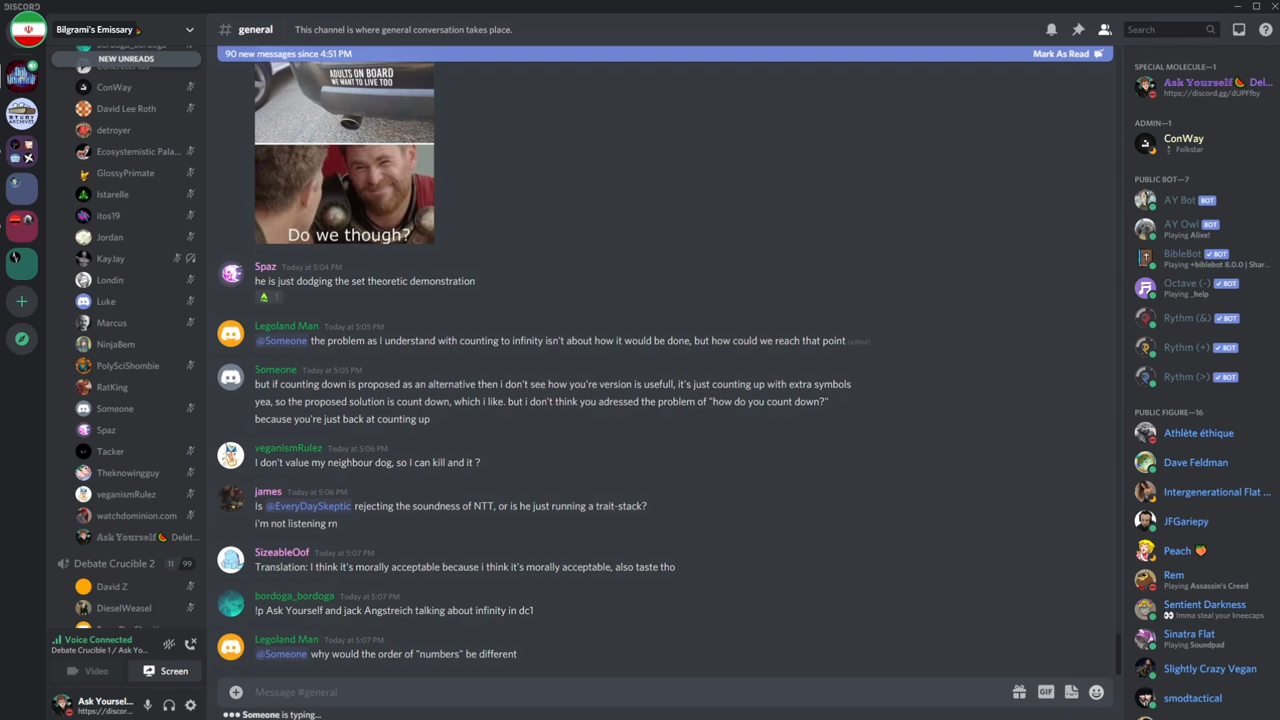 DISCORD
Bilgrami's Emissary
# general
This channel is where general conversation takes place.
Search
90 new messages since 4:51 PM
Mark As Read
NEW UNREADS
ConWay
David Lee Roth
detroyer
Ecosystemistic Pala...
GlossyPrimate
Istarelle
itos19
Jordan
KayJay
Londin
Luke
Marcus
NinjaBem
PolySciShombie
RatKing
Someone
Spaz
Tacker
Theknowingguy
veganismRulez
watchdominion.com
Ask Yourself 🍉 Delet...
Debate Crucible 2
11 99
David Z
DieselWeasel
Voice Connected
Debate Crucible 1 / Ask Yo...
Video
Screen
Ask Yoursel...
https://discor...
ADULTS ON BOARD
WE WANT TO LIVE TOO
Do we though?
Spaz Today at 5:04 PM
he is just dodging the set theoretic demonstration
1
Legoland Man Today at 5:05 PM
@Someone the problem as I understand with counting to infinity isn't about how it would be done, but how could we reach that point (edited)
Someone Today at 5:05 PM
but if counting down is proposed as an alternative then i don't see how you're version is usefull, it's just counting up with extra symbols
yea, so the proposed solution is count down, which i like. but i don't think you adressed the problem of "how do you count down?"
because you're just back at counting up
veganismRulez Today at 5:06 PM
I don't value my neighbour dog, so I can kill and it ?
james Today at 5:06 PM
Is @EveryDaySkeptic rejecting the soundness of NTT, or is he just running a trait-stack?
i'm not listening rn
SizeableOof Today at 5:07 PM
Translation: I think it's morally acceptable because i think it's morally acceptable, also taste tho
bordoga_bordoga Today at 5:07 PM
!p Ask Yourself and jack Angstreich talking about infinity in dc1
Legoland Man Today at 5:07 PM
@Someone why would the order of "numbers" be different
Message #general
GIF
Someone is typing...
SPECIAL MOLECULE—1
Ask Yourself 🍉 Del...
https://discord.gg/dUPFfby
ADMIN—1
ConWay
Folkstar
PUBLIC BOT—7
AY Bot BOT
AY Owl BOT
Playing Alive!
BibleBot ✓ BOT
Playing +biblebot 8.0.0 | Shar...
Octave (-) ✓ BOT
Playing _help
Rythm (&) ✓ BOT
Rythm (+) ✓ BOT
Rythm (>) ✓ BOT
PUBLIC FIGURE—16
Athlète éthique
Dave Feldman
Intergenerational Flat ...
JFGariepy
Peach 🍑
Rem
Playing Assassin's Creed
Sentient Darkness
👀 Imma steal your kneecaps
Sinatra Flat
Playing Soundpad
Slightly Crazy Vegan
smodtactical